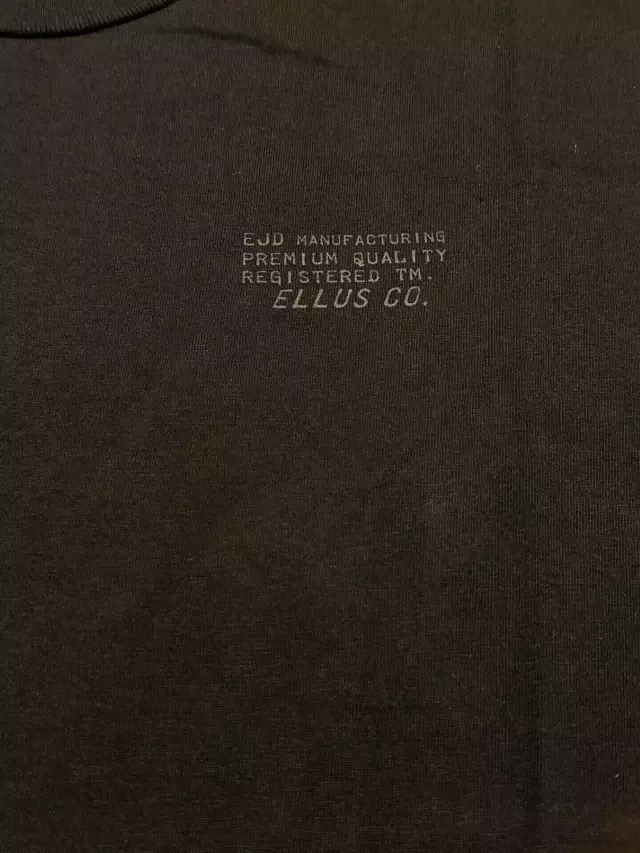 EJD MANUFACTURING
PREMIUM QUALITY
REGISTERED TM.
ELLUS CO.